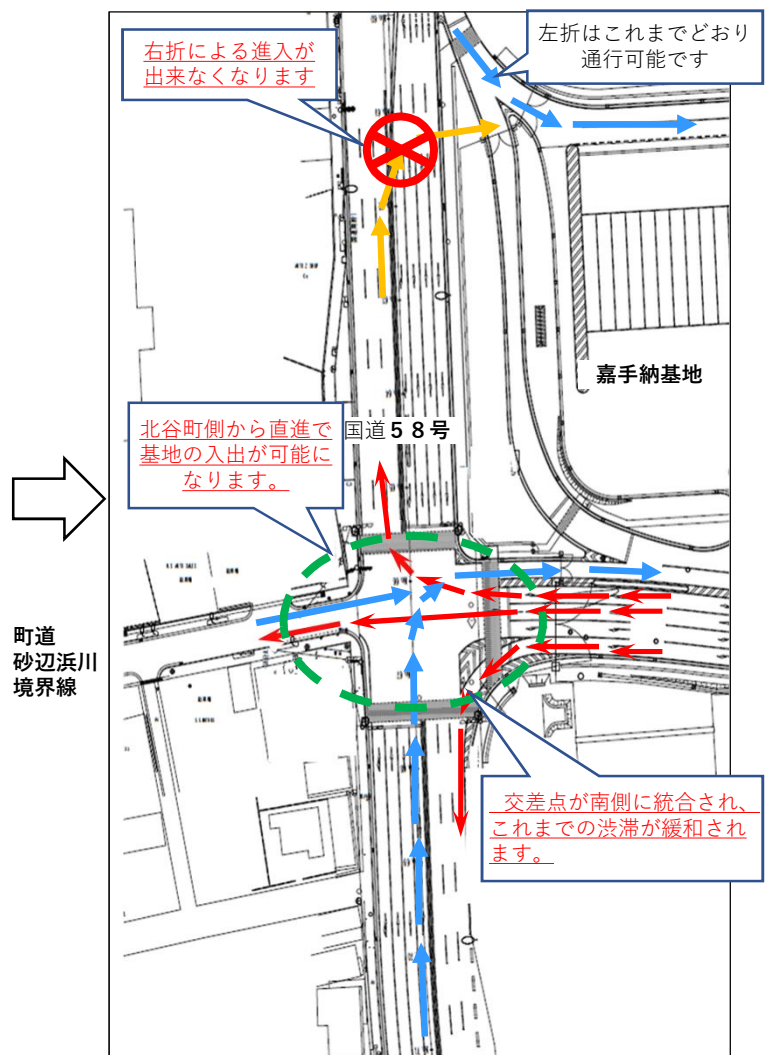 右折による進入が
出来なくなります
左折はこれまでどおり
通行可能です
嘉手納基地
北谷町側から直進で
基地の入出が可能に
なります。
国道５８号
町道
砂辺浜川
境界線
交差点が南側に統合され、
これまでの渋滞が緩和され
ます。